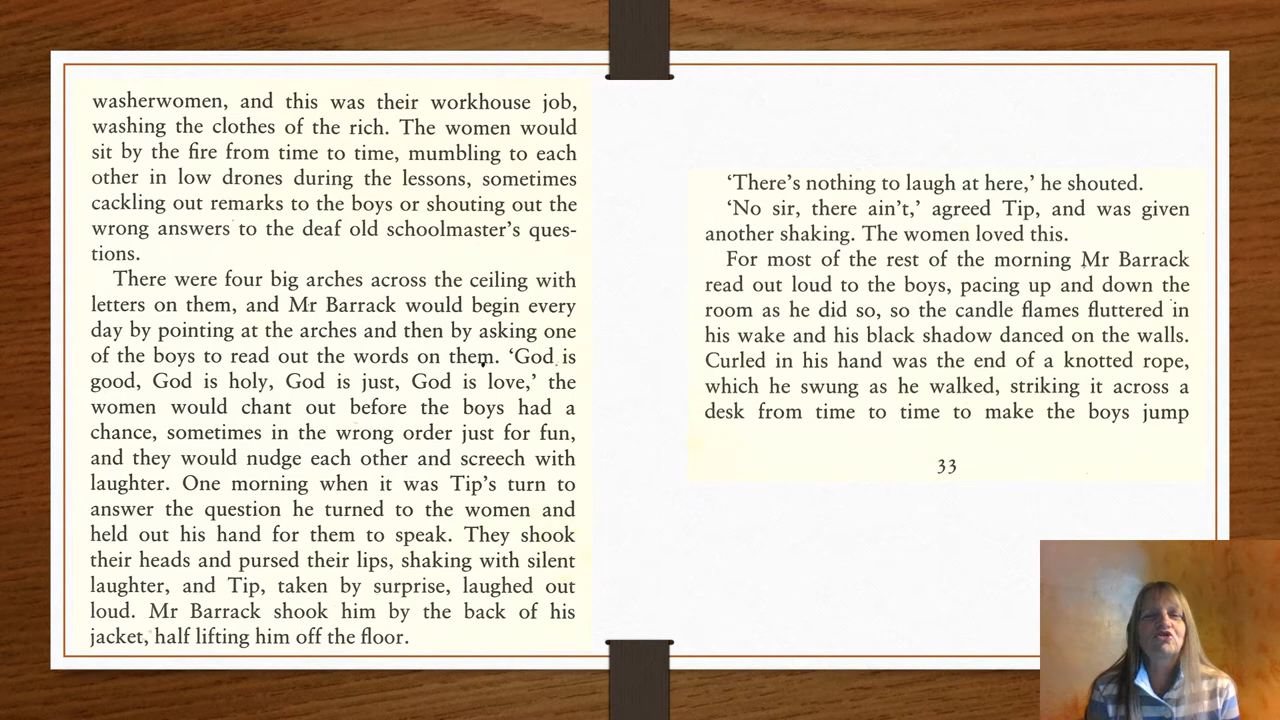 washerwomen, and this was their workhouse job,
washing the clothes of the rich. The women would
sit by the fire from time to time, mumbling to each
other in low drones during the lessons, sometimes
cackling out remarks to the boys or shouting out the
wrong answers to the deaf old schoolmaster’s ques-
tions.
There were four big arches across the ceiling with
letters on them, and Mr Barrack would begin every
day by pointing at the arches and then by asking one
of the boys to read out the words on them. ‘God is
good, God is holy, God is just, God is love,’ the
women would chant out before the boys had a
chance, sometimes in the wrong order just for fun,
and they would nudge each other and screech with
laughter. One morning when it was Tip’s turn to
answer the question he turned to the women and
held out his hand for them to speak. They shook
their heads and pursed their lips, shaking with silent
laughter, and Tip, taken by surprise, laughed out
loud. Mr Barrack shook him by the back of his
jacket, half lifting him off the floor.
‘There’s nothing to laugh at here,’ he shouted.
‘No sir, there ain’t,’ agreed Tip, and was given
another shaking. The women loved this.
For most of the rest of the morning Mr Barrack
read out loud to the boys, pacing up and down the
room as he did so, so the candle flames fluttered in
his wake and his black shadow danced on the walls.
Curled in his hand was the end of a knotted rope,
which he swung as he walked, striking it across a
desk from time to time to make the boys jump
33